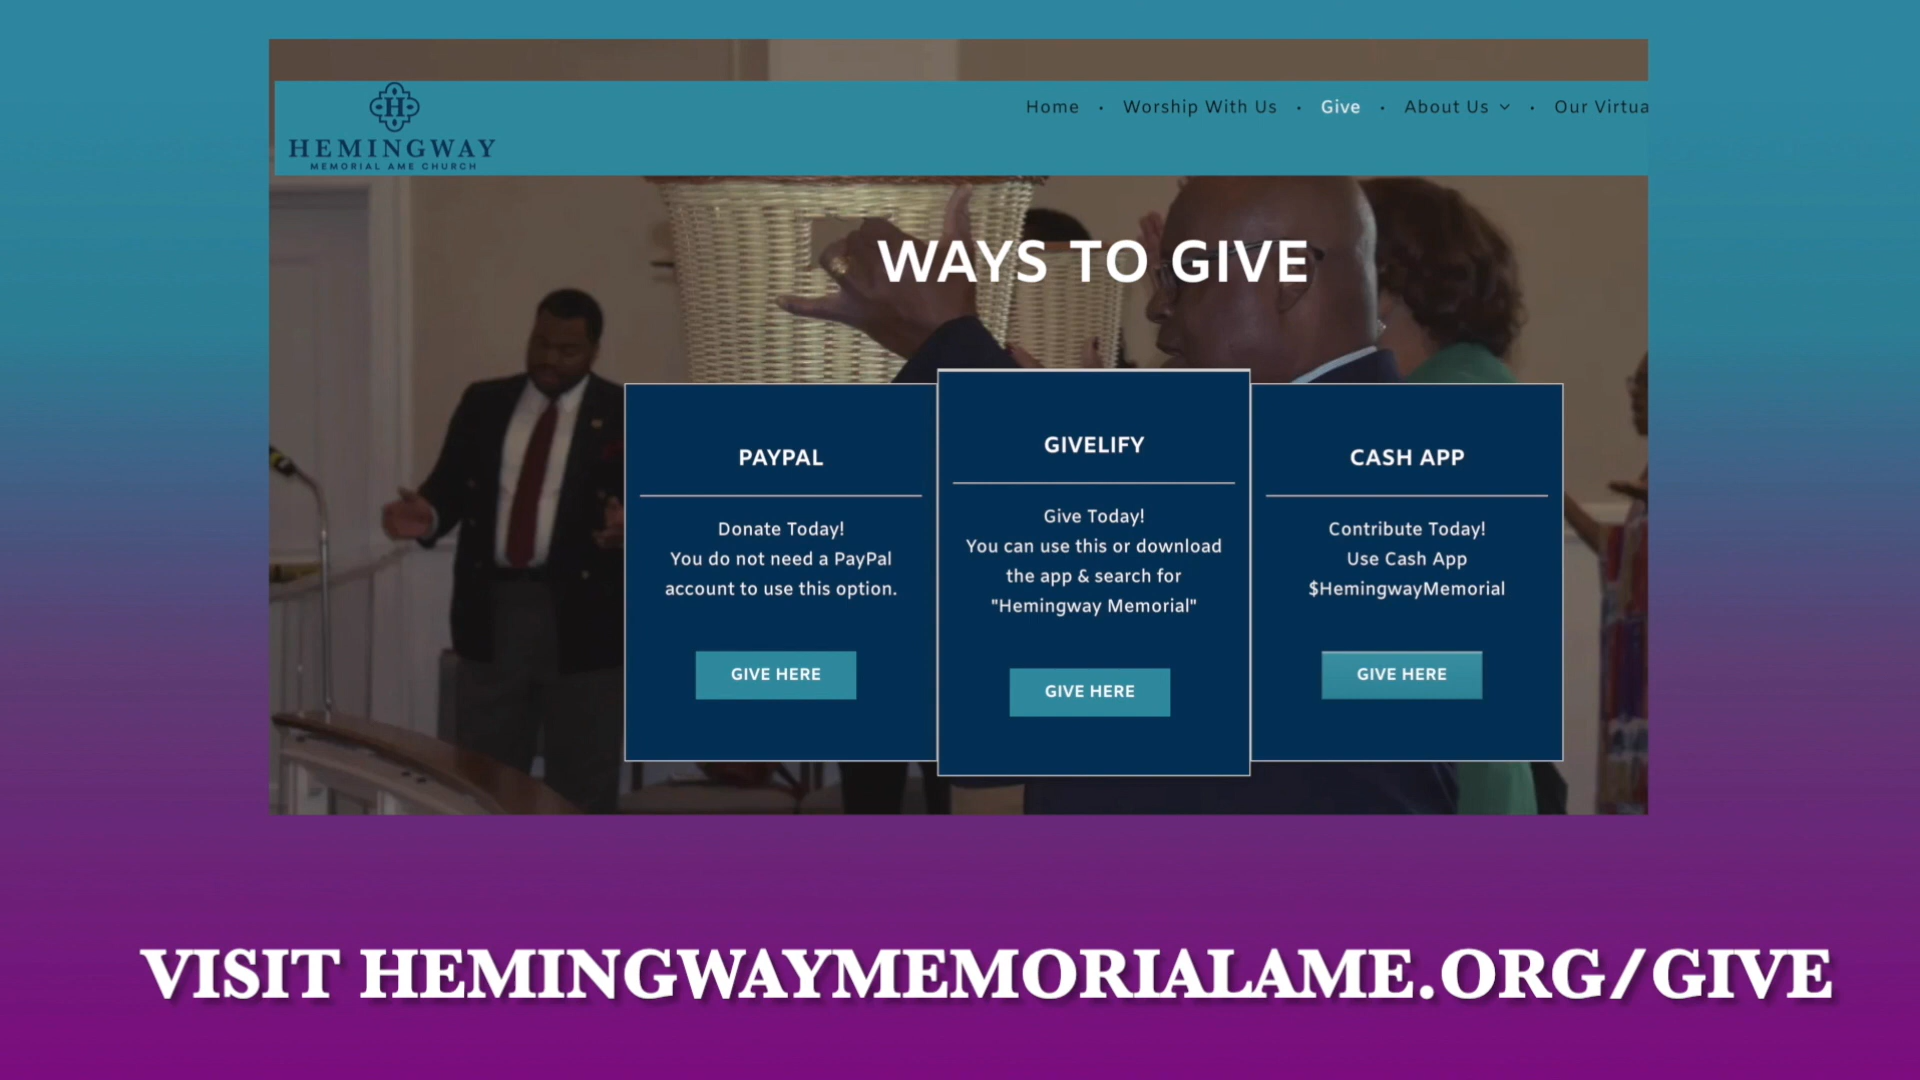 H
HEMINGWAY
MEMORIAL AME CHURCH
Home · Worship With Us · Give · About Us · Our Virtua
WAYS TO GIVE
PAYPAL
Donate Today!
You do not need a PayPal
account to use this option.
GIVE HERE
GIVELIFY
Give Today!
You can use this or download
the app & search for
"Hemingway Memorial"
GIVE HERE
CASH APP
Contribute Today!
Use Cash App
$HemingwayMemorial
GIVE HERE
VISIT HEMINGWAYMEMORIALAME.ORG/GIVE